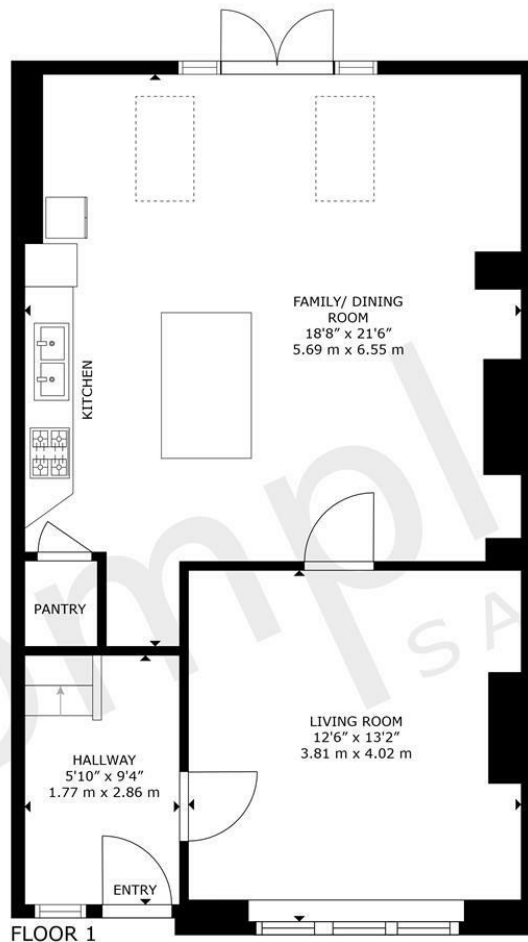 FAMILY/ DINING
ROOM
18'8" x 21'6"
5.69 m x 6.55 m
KITCHEN
PANTRY
LIVING ROOM
12'6" x 13'2"
3.81 m x 4.02 m
HALLWAY
5'10" x 9'4"
1.77 m x 2.86 m
ENTRY
FLOOR 1